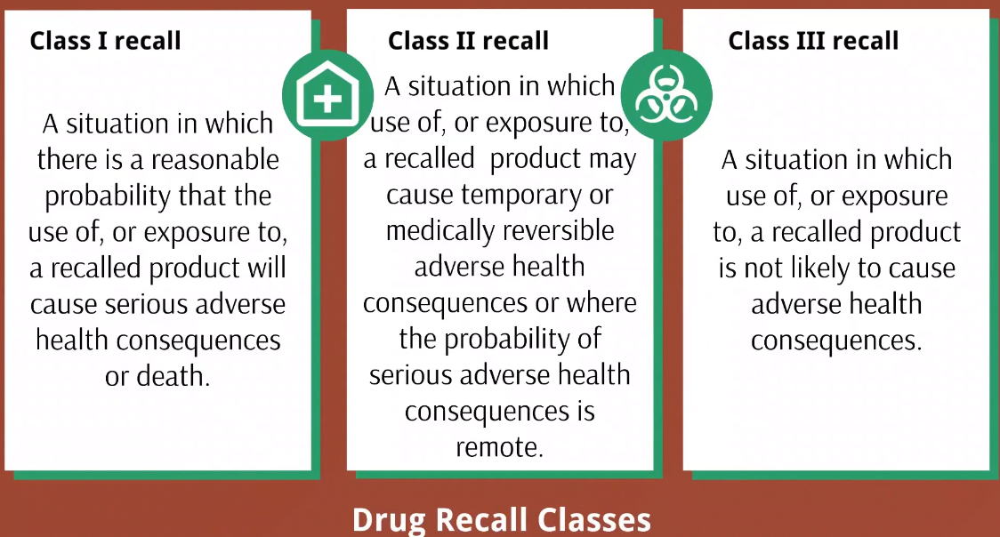 Class I recall
A situation in which
there is a reasonable
probability that the
use of, or exposure to,
a recalled product will
cause serious adverse
health consequences
or death.
Class II recall
A situation in which
use of, or exposure to,
a recalled  product may
cause temporary or
medically reversible
adverse health
consequences or where
the probability of
serious adverse health
consequences is
remote.
Class III recall
A situation in which
use of, or exposure
to, a recalled product
is not likely to cause
adverse health
consequences.
Drug Recall Classes